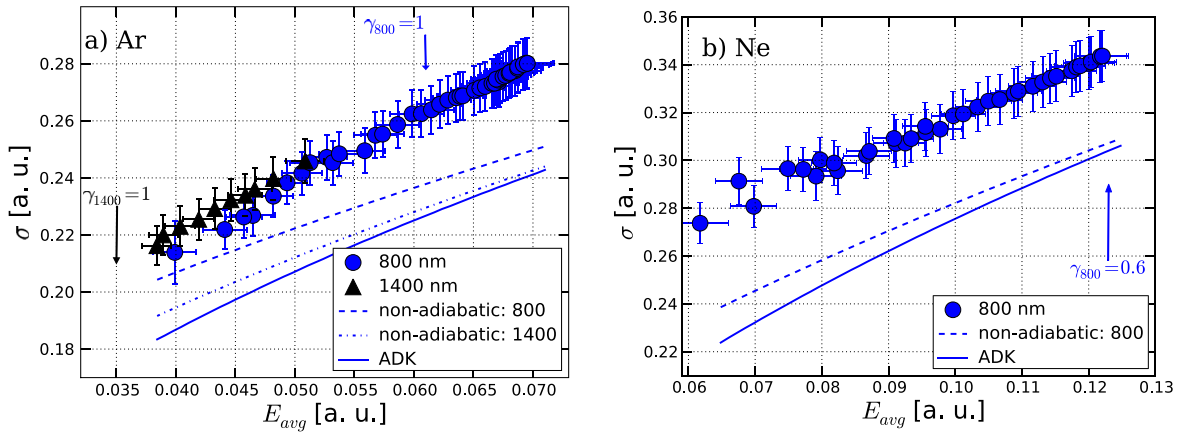 a) Ar
γ800=1
γ1400=1
σ [a. u.]
0.28
0.26
0.24
0.22
0.20
0.18
800 nm
1400 nm
non-adiabatic: 800
non-adiabatic: 1400
ADK
0.035 0.040 0.045 0.050 0.055 0.060 0.065 0.070
Eavg [a. u.]
b) Ne
σ [a. u.]
0.36
0.34
0.32
0.30
0.28
0.26
0.24
0.22
γ800=0.6
800 nm
non-adiabatic: 800
ADK
0.06 0.07 0.08 0.09 0.10 0.11 0.12 0.13
Eavg [a. u.]